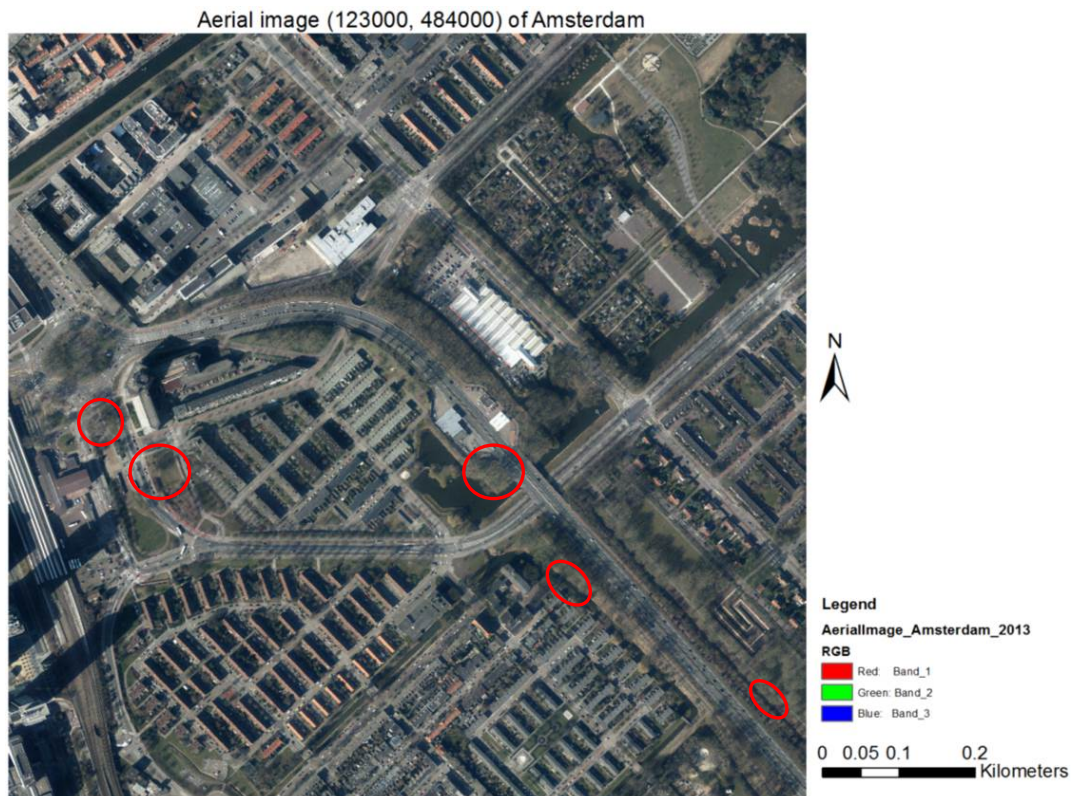 Aerial image (123000, 484000) of Amsterdam
N
Legend
AerialImage_Amsterdam_2013
RGB
Red: Band_1
Green: Band_2
Blue: Band_3
0 0.05 0.1 0.2
Kilometers